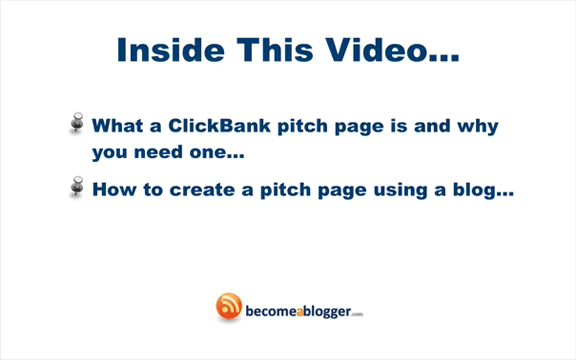 Inside This Video...
What a ClickBank pitch page is and why
you need one...
How to create a pitch page using a blog...
becomeablogger.com